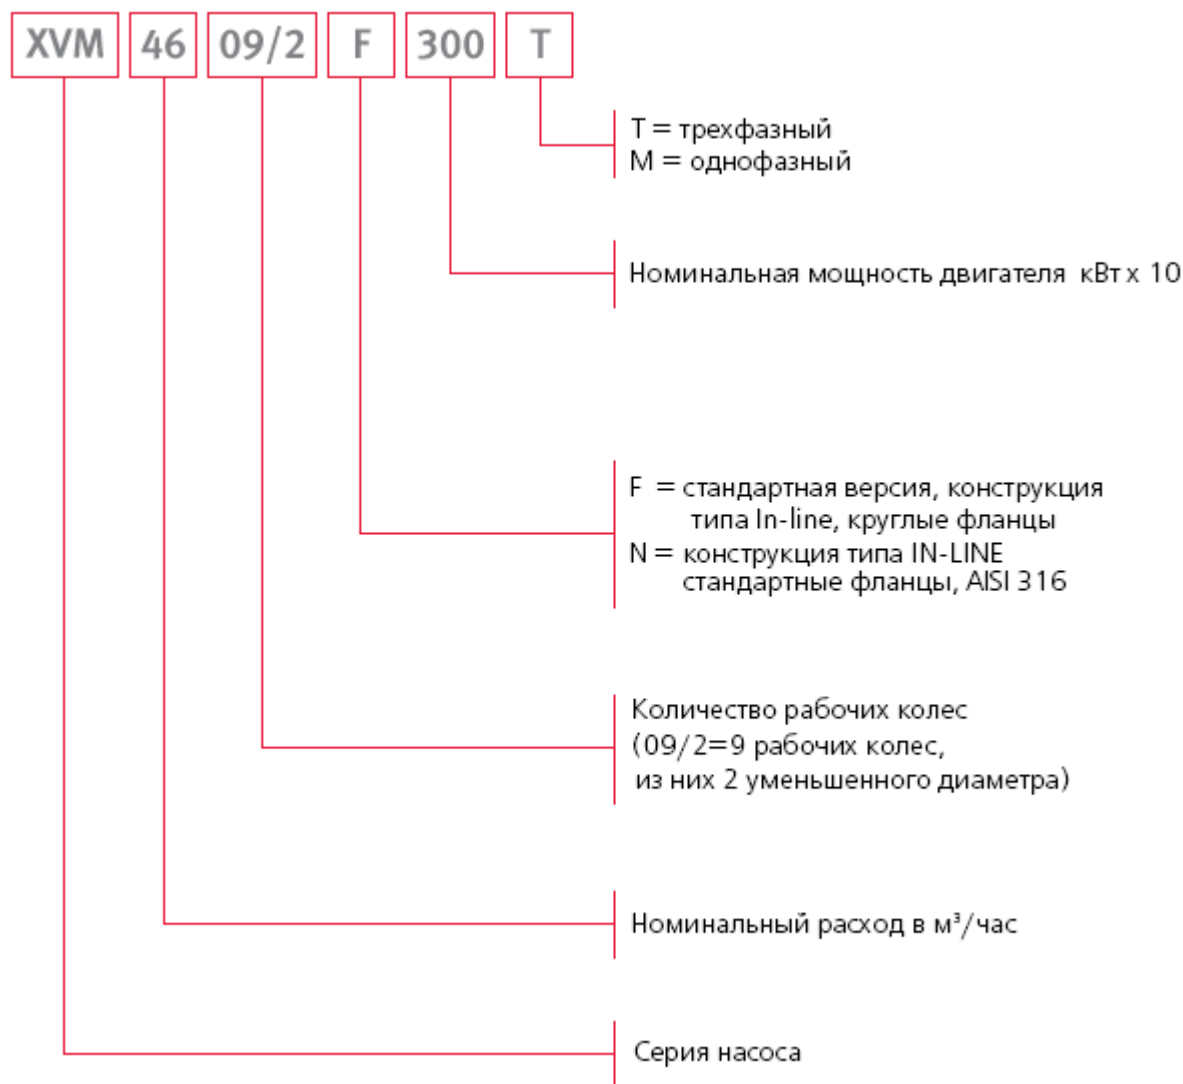 XVM 46 09/2 F 300 T
T = трехфазный
M = однофазный
Номинальная мощность двигателя кВт x 10
F = стандартная версия, конструкция
типа In-line, круглые фланцы
N = конструкция типа IN-LINE
стандартные фланцы, AISI 316
Количество рабочих колес
(09/2=9 рабочих колес,
из них 2 уменьшенного диаметра)
Номинальный расход в м³/час
Серия насоса